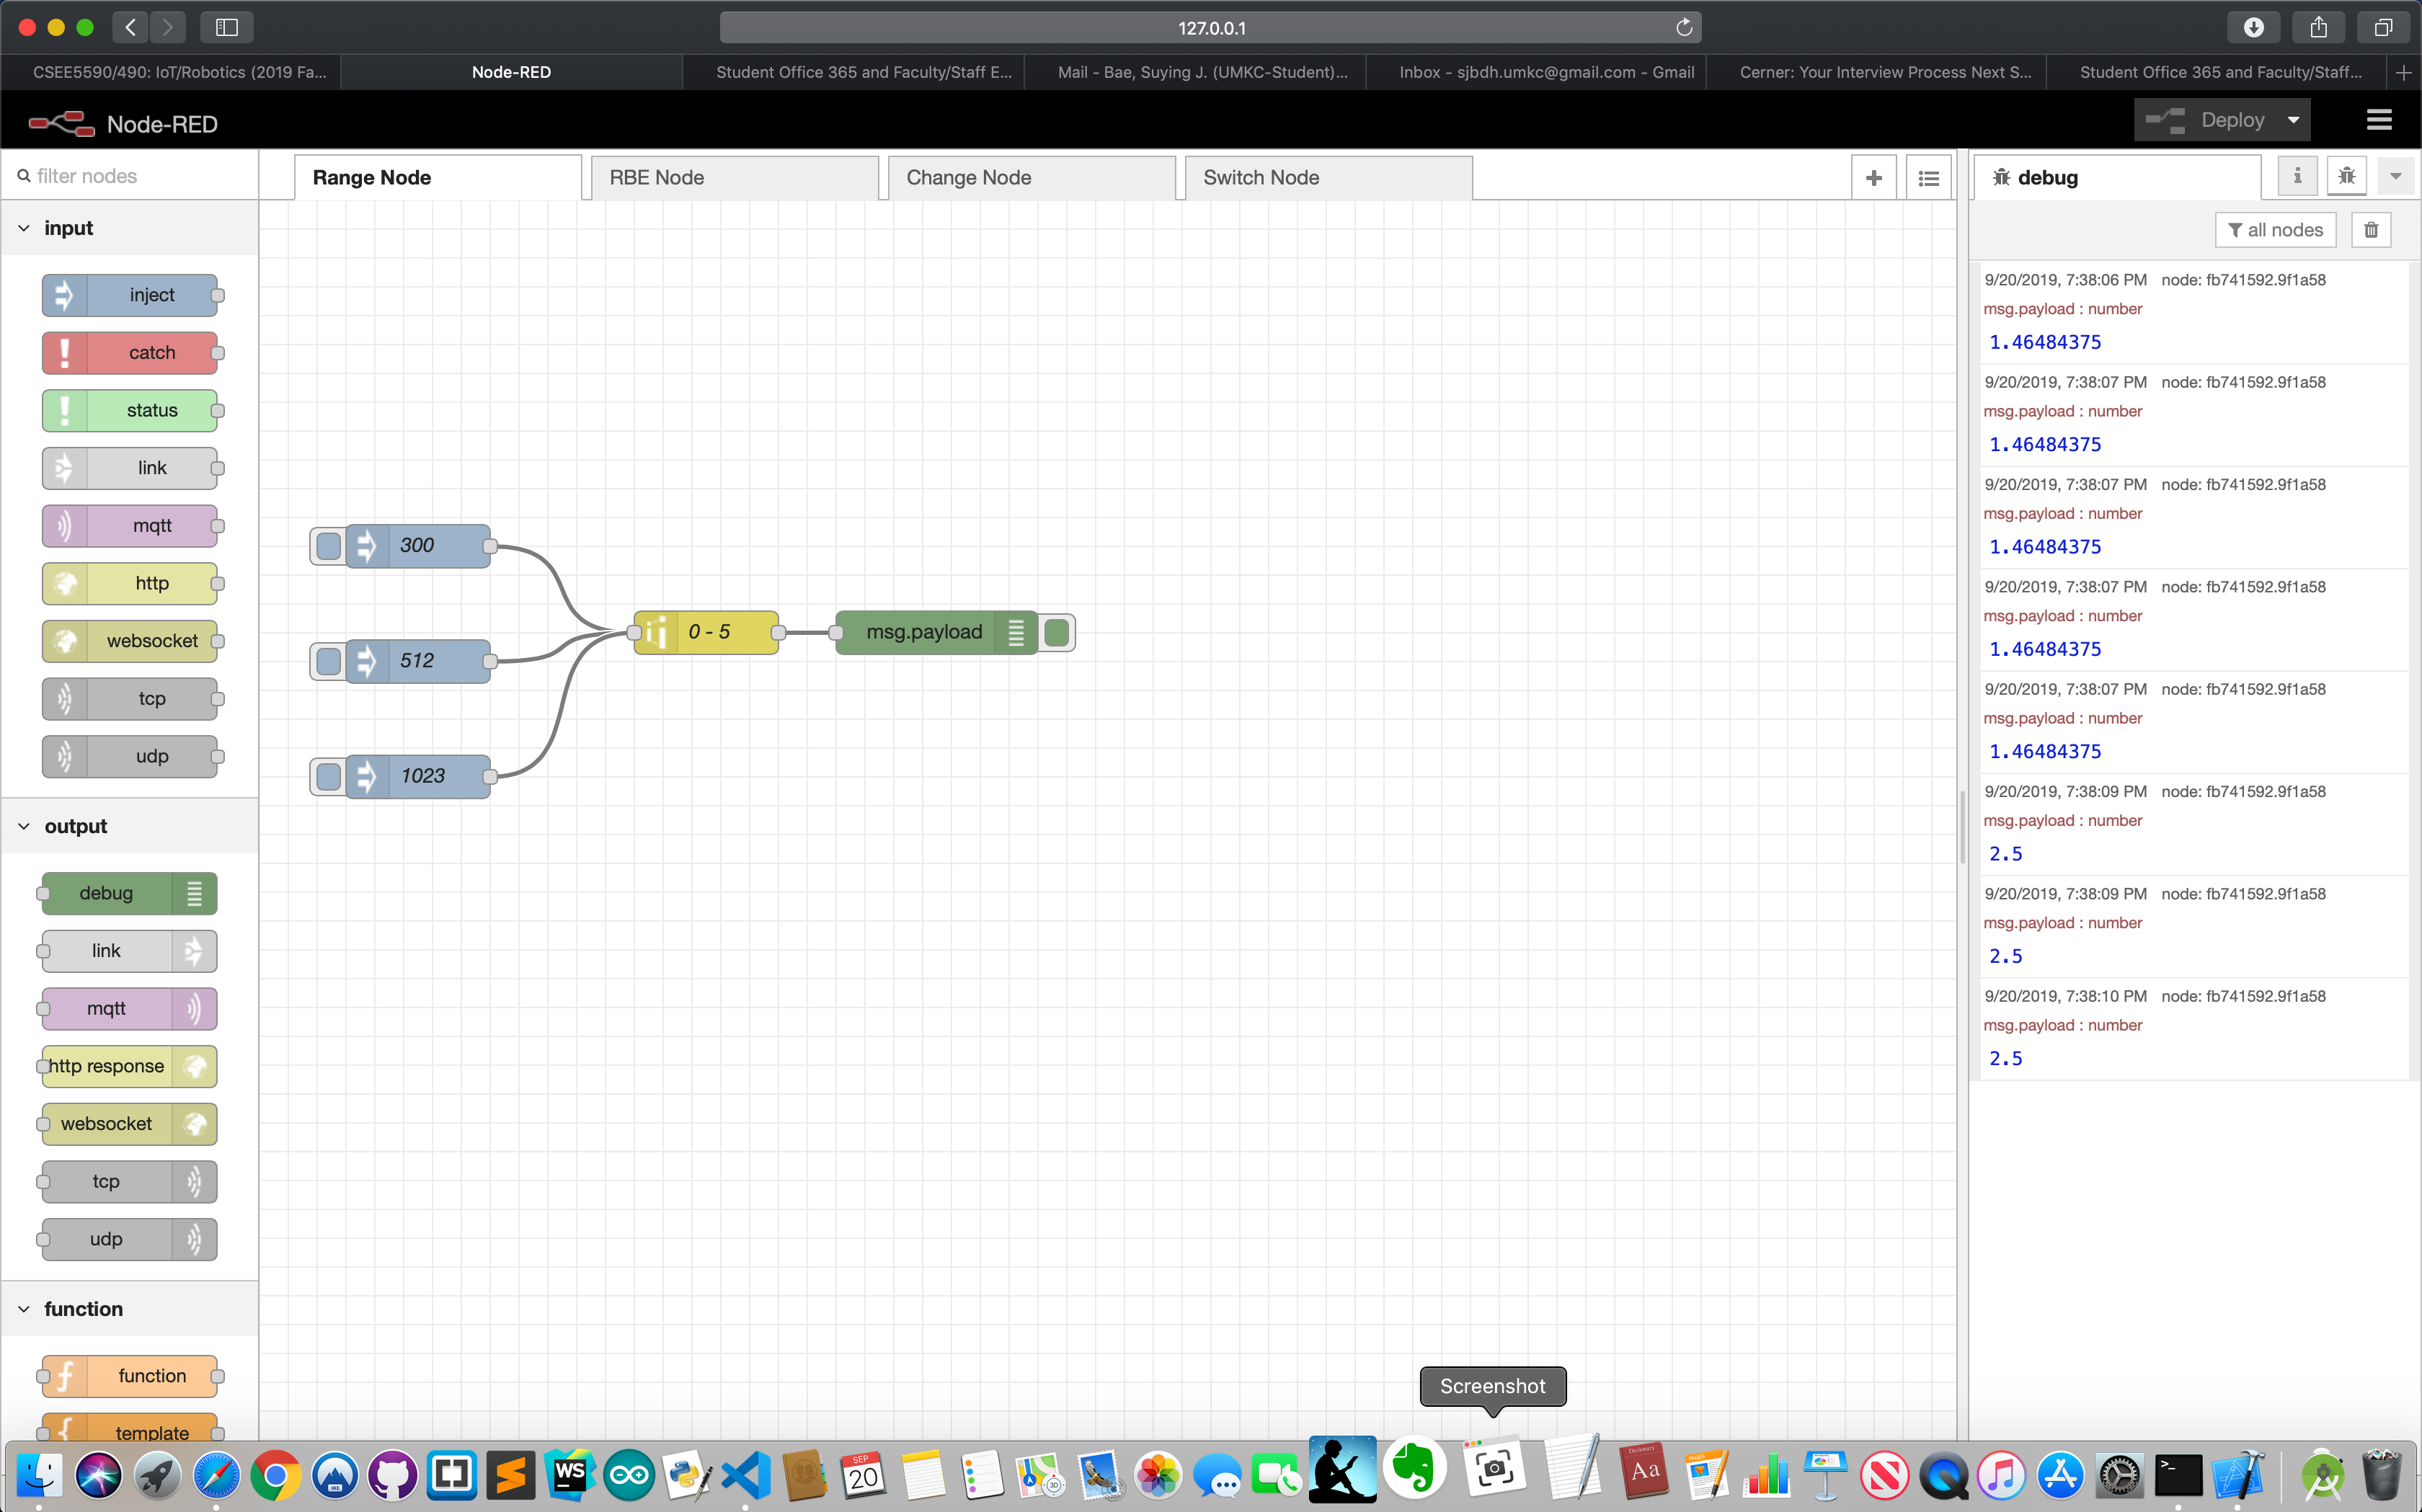 127.0.0.1
CSEE5590/490: IoT/Robotics (2019 Fa...
Node-RED
Student Office 365 and Faculty/Staff E...
Mail - Bae, Suying J. (UMKC-Student)...
Inbox - sjbdh.umkc@gmail.com - Gmail
Cerner: Your Interview Process Next S...
Student Office 365 and Faculty/Staff...
Node-RED
Deploy
filter nodes
Range Node
RBE Node
Change Node
Switch Node
debug
all nodes
input
inject
catch
status
link
mqtt
http
websocket
tcp
udp
output
debug
link
mqtt
http response
websocket
tcp
udp
function
function
template
300
512
1023
0 - 5
msg.payload
9/20/2019, 7:38:06 PM node: fb741592.9f1a58
msg.payload : number
1.46484375
9/20/2019, 7:38:07 PM node: fb741592.9f1a58
msg.payload : number
1.46484375
9/20/2019, 7:38:07 PM node: fb741592.9f1a58
msg.payload : number
1.46484375
9/20/2019, 7:38:07 PM node: fb741592.9f1a58
msg.payload : number
1.46484375
9/20/2019, 7:38:07 PM node: fb741592.9f1a58
msg.payload : number
1.46484375
9/20/2019, 7:38:09 PM node: fb741592.9f1a58
msg.payload : number
2.5
9/20/2019, 7:38:09 PM node: fb741592.9f1a58
msg.payload : number
2.5
9/20/2019, 7:38:10 PM node: fb741592.9f1a58
msg.payload : number
2.5
Screenshot
WS
SEP
20
Dictionary
Aa
PAGES